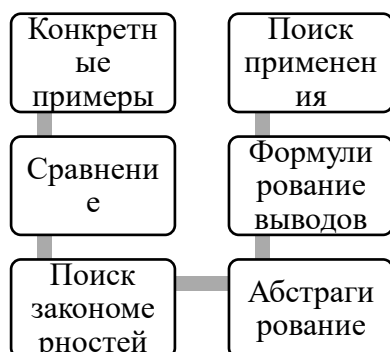 Конкретн
ые
примеры
Сравнени
е
Поиск
закономе
рностей
Абстраги
рование
Формули
рование
выводов
Поиск
применен
ия